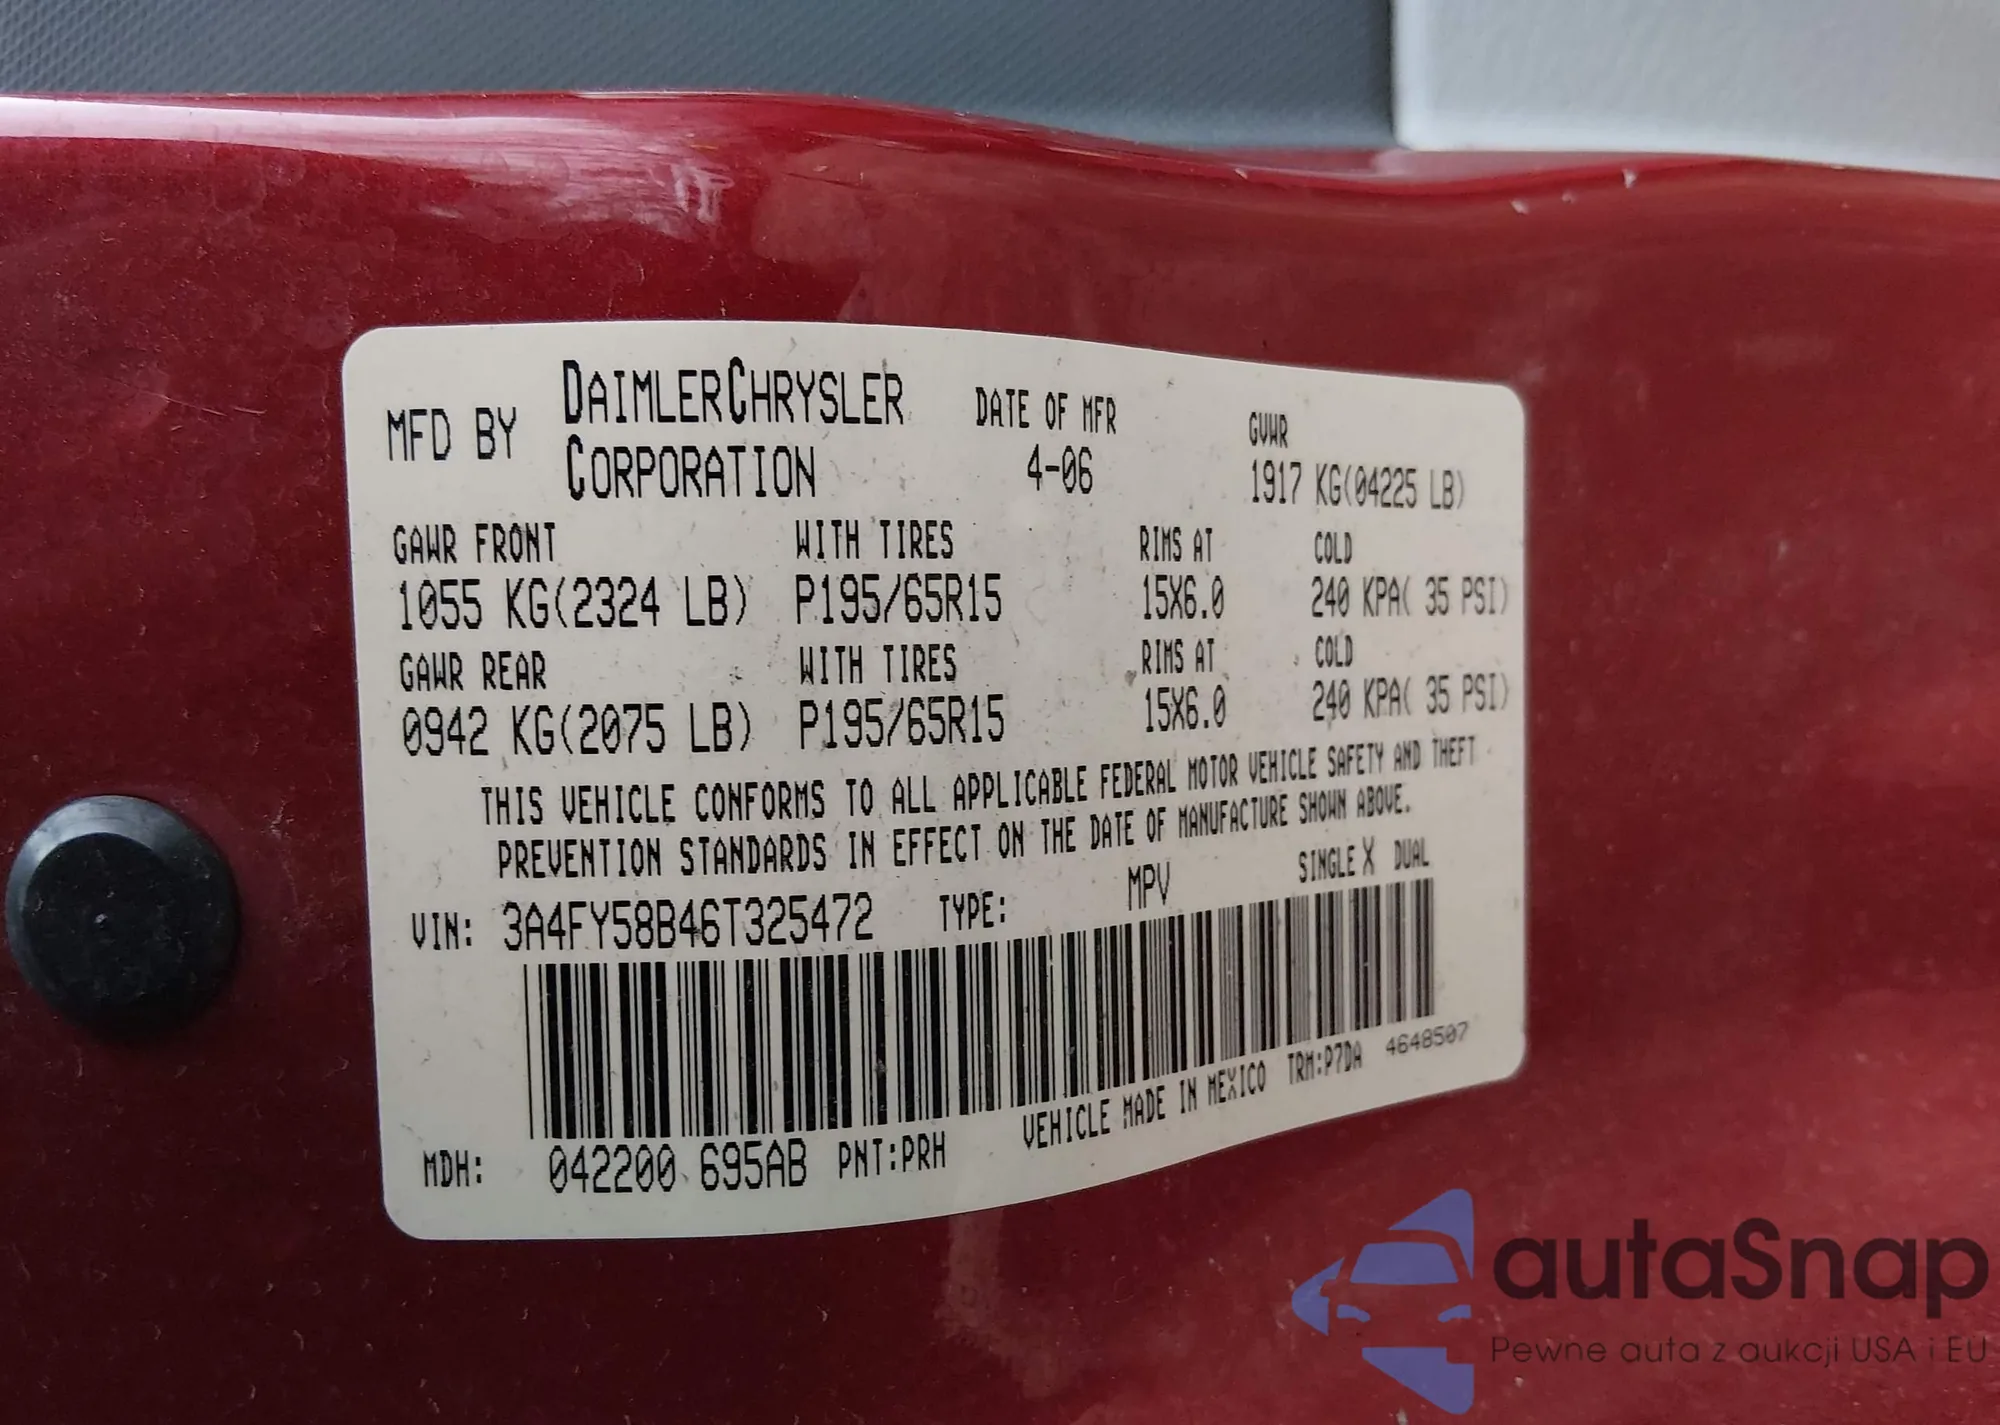 MFD BY DAIMLERCHRYSLER CORPORATION DATE OF MFR 4-06 GVWR 1917 KG(04225 LB)
GAWR FRONT WITH TIRES RIMS AT COLD
1055 KG(2324 LB) P195/65R15 15X6.0 240 KPA( 35 PSI)
GAWR REAR WITH TIRES RIMS AT COLD
0942 KG(2075 LB) P195/65R15 15X6.0 240 KPA( 35 PSI)
THIS VEHICLE CONFORMS TO ALL APPLICABLE FEDERAL MOTOR VEHICLE SAFETY AND THEFT
PREVENTION STANDARDS IN EFFECT ON THE DATE OF MANUFACTURE SHOWN ABOVE.
VIN: 3A4FY58B46T325472 TYPE: MPV SINGLE X DUAL
MDH: 042200 695AB PNT:PRH VEHICLE MADE IN MEXICO TRM:P7DA 4648507
autaSnap
Pewne auta z aukcji USA i EU